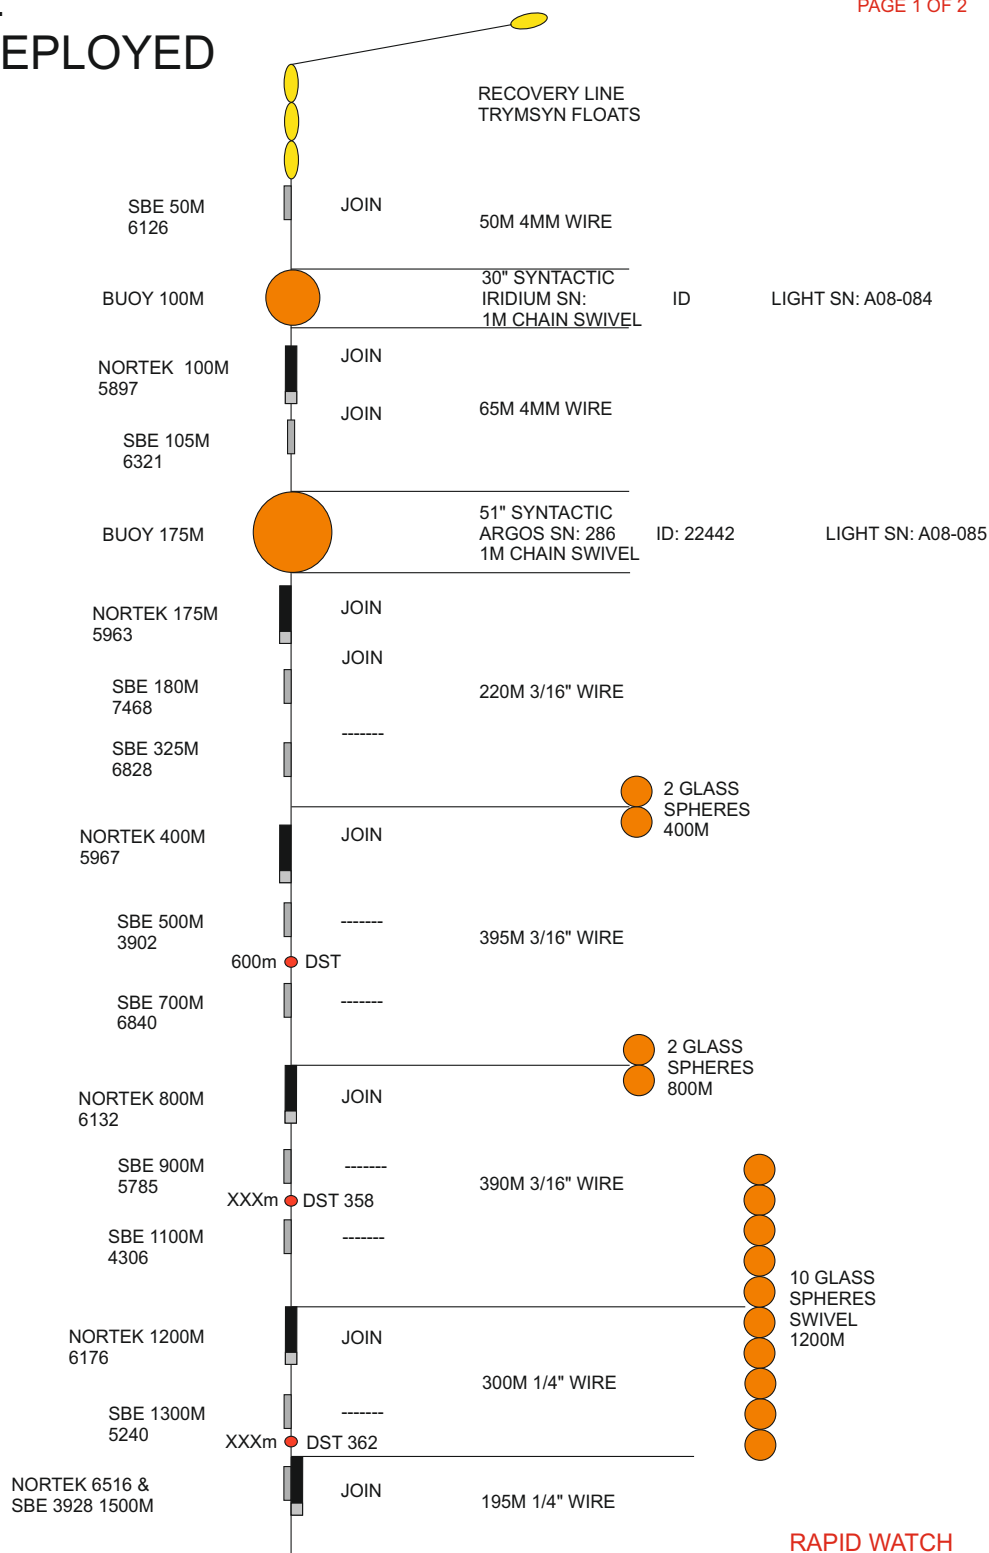 PAGE 1 OF 2
EPLOYED
RECOVERY LINE
TRYMSYN FLOATS
SBE 50M
6126
JOIN
50M 4MM WIRE
BUOY 100M
30" SYNTACTIC
IRIDIUM SN:
1M CHAIN SWIVEL
ID
LIGHT SN: A08-084
NORTEK 100M
5897
JOIN
JOIN
65M 4MM WIRE
SBE 105M
6321
BUOY 175M
51" SYNTACTIC
ARGOS SN: 286
1M CHAIN SWIVEL
ID: 22442
LIGHT SN: A08-085
NORTEK 175M
5963
JOIN
JOIN
SBE 180M
7468
220M 3/16" WIRE
-------
SBE 325M
6828
2 GLASS
SPHERES
400M
NORTEK 400M
5967
JOIN
SBE 500M
3902
-------
395M 3/16" WIRE
600m
DST
SBE 700M
6840
-------
2 GLASS
SPHERES
800M
NORTEK 800M
6132
JOIN
SBE 900M
5785
-------
390M 3/16" WIRE
XXXm
DST 358
SBE 1100M
4306
-------
10 GLASS
SPHERES
SWIVEL
1200M
NORTEK 1200M
6176
JOIN
300M 1/4" WIRE
SBE 1300M
5240
-------
XXXm
DST 362
NORTEK 6516 &
SBE 3928 1500M
JOIN
195M 1/4" WIRE
RAPID WATCH